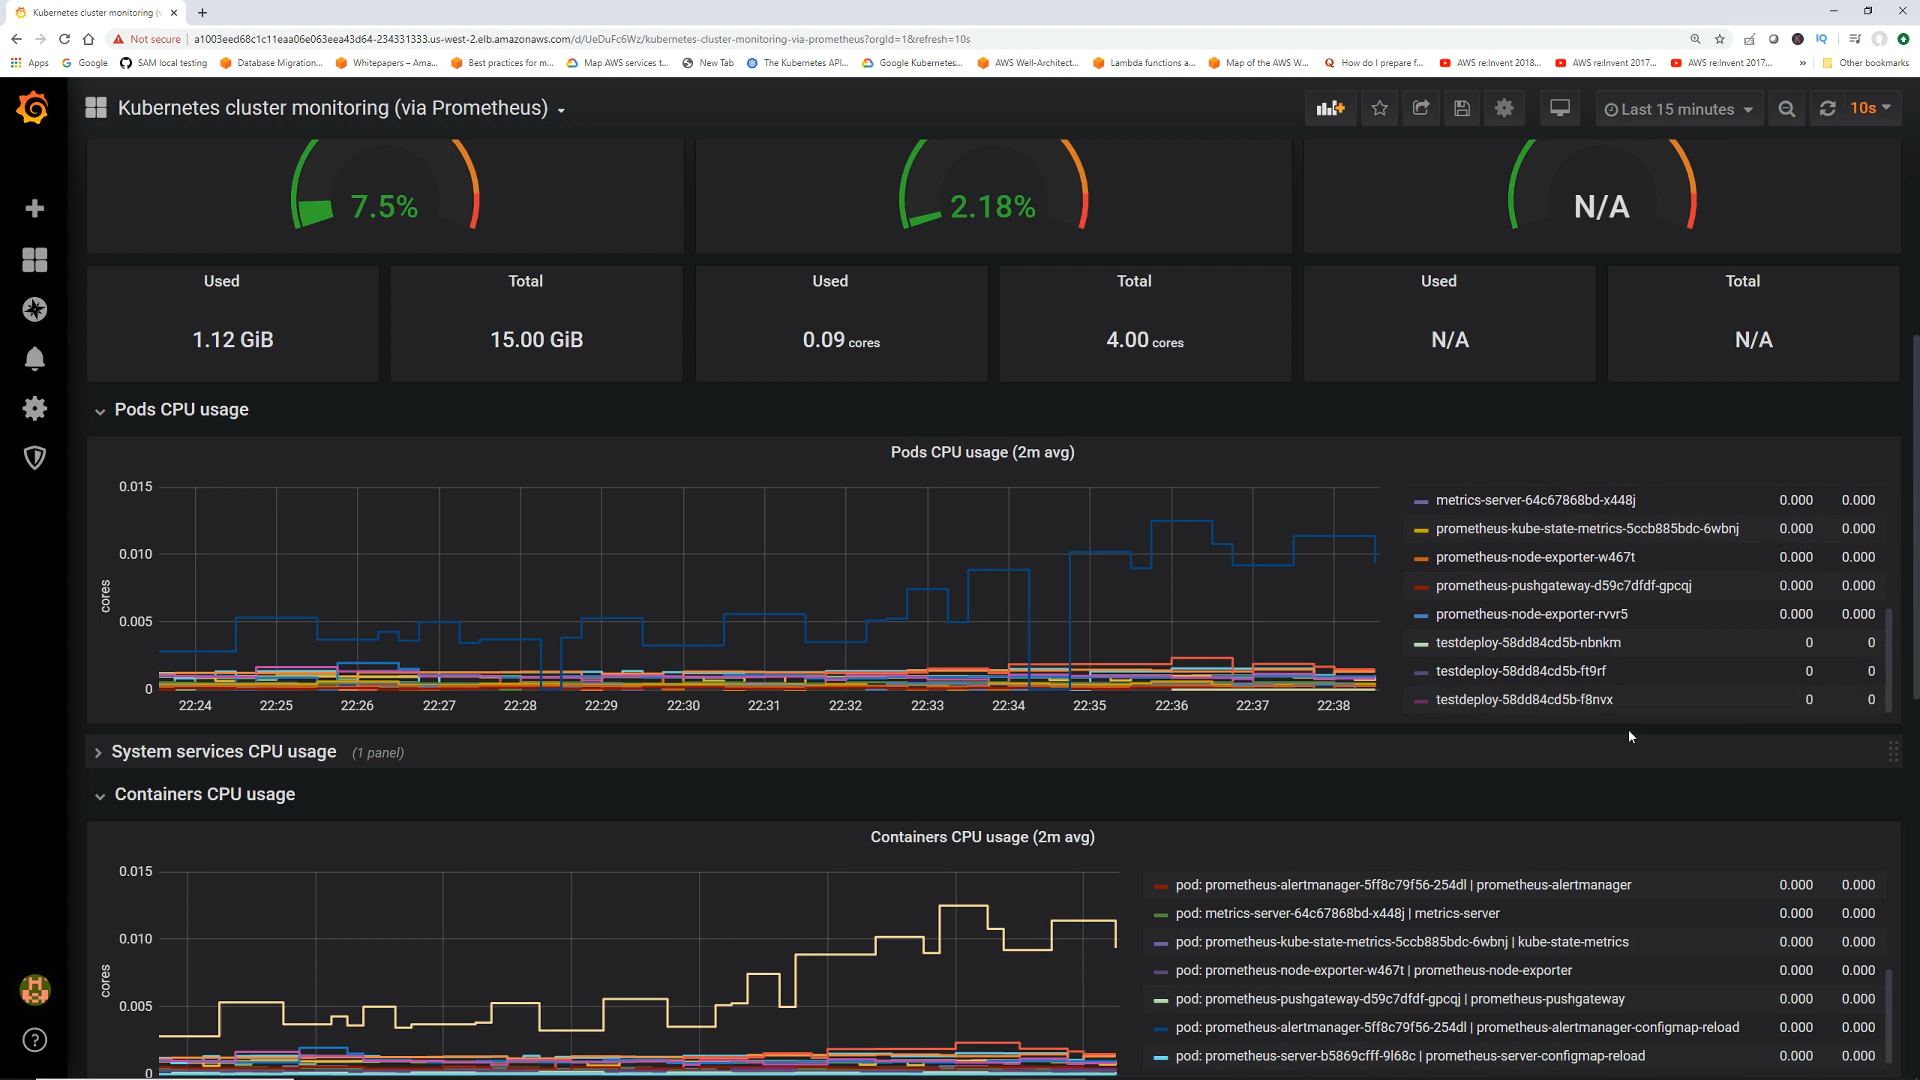 Kubernetes cluster monitoring (v
Not secure
a1003eed68c1c11eaa06e063eea43d64-234331333.us-west-2.elb.amazonaws.com/d/UeDuFc6Wz/kubernetes-cluster-monitoring-via-prometheus?orgId=1&refresh=10s
Apps Google SAM local testing Database Migration... Whitepapers – Ama... Best practices for m... Map AWS services t... New Tab The Kubernetes API... Google Kubernetes... AWS Well-Architect... Lambda functions a... Map of the AWS W... How do I prepare f... AWS re:Invent 2018... AWS re:Invent 2017... AWS re:Invent 2017... » Other bookmarks
Kubernetes cluster monitoring (via Prometheus)
Last 15 minutes
10s
7.5%
2.18%
N/A
Used Total Used Total Used Total
1.12 GiB 15.00 GiB 0.09 cores 4.00 cores N/A N/A
Pods CPU usage
Pods CPU usage (2m avg)
cores
0.015
0.010
0.005
0
22:24 22:25 22:26 22:27 22:28 22:29 22:30 22:31 22:32 22:33 22:34 22:35 22:36 22:37 22:38
metrics-server-64c67868bd-x448j 0.000 0.000
prometheus-kube-state-metrics-5ccb885bdc-6wbnj 0.000 0.000
prometheus-node-exporter-w467t 0.000 0.000
prometheus-pushgateway-d59c7dfdf-gpcqj 0.000 0.000
prometheus-node-exporter-rvvr5 0.000 0.000
testdeploy-58dd84cd5b-nbnkm 0 0
testdeploy-58dd84cd5b-ft9rf 0 0
testdeploy-58dd84cd5b-f8nvx 0 0
System services CPU usage (1 panel)
Containers CPU usage
Containers CPU usage (2m avg)
cores
0.015
0.010
0.005
0
pod: prometheus-alertmanager-5ff8c79f56-254dl | prometheus-alertmanager 0.000 0.000
pod: metrics-server-64c67868bd-x448j | metrics-server 0.000 0.000
pod: prometheus-kube-state-metrics-5ccb885bdc-6wbnj | kube-state-metrics 0.000 0.000
pod: prometheus-node-exporter-w467t | prometheus-node-exporter 0.000 0.000
pod: prometheus-pushgateway-d59c7dfdf-gpcqj | prometheus-pushgateway 0.000 0.000
pod: prometheus-alertmanager-5ff8c79f56-254dl | prometheus-alertmanager-configmap-reload 0.000 0.000
pod: prometheus-server-b5869cfff-9l68c | prometheus-server-configmap-reload 0.000 0.000